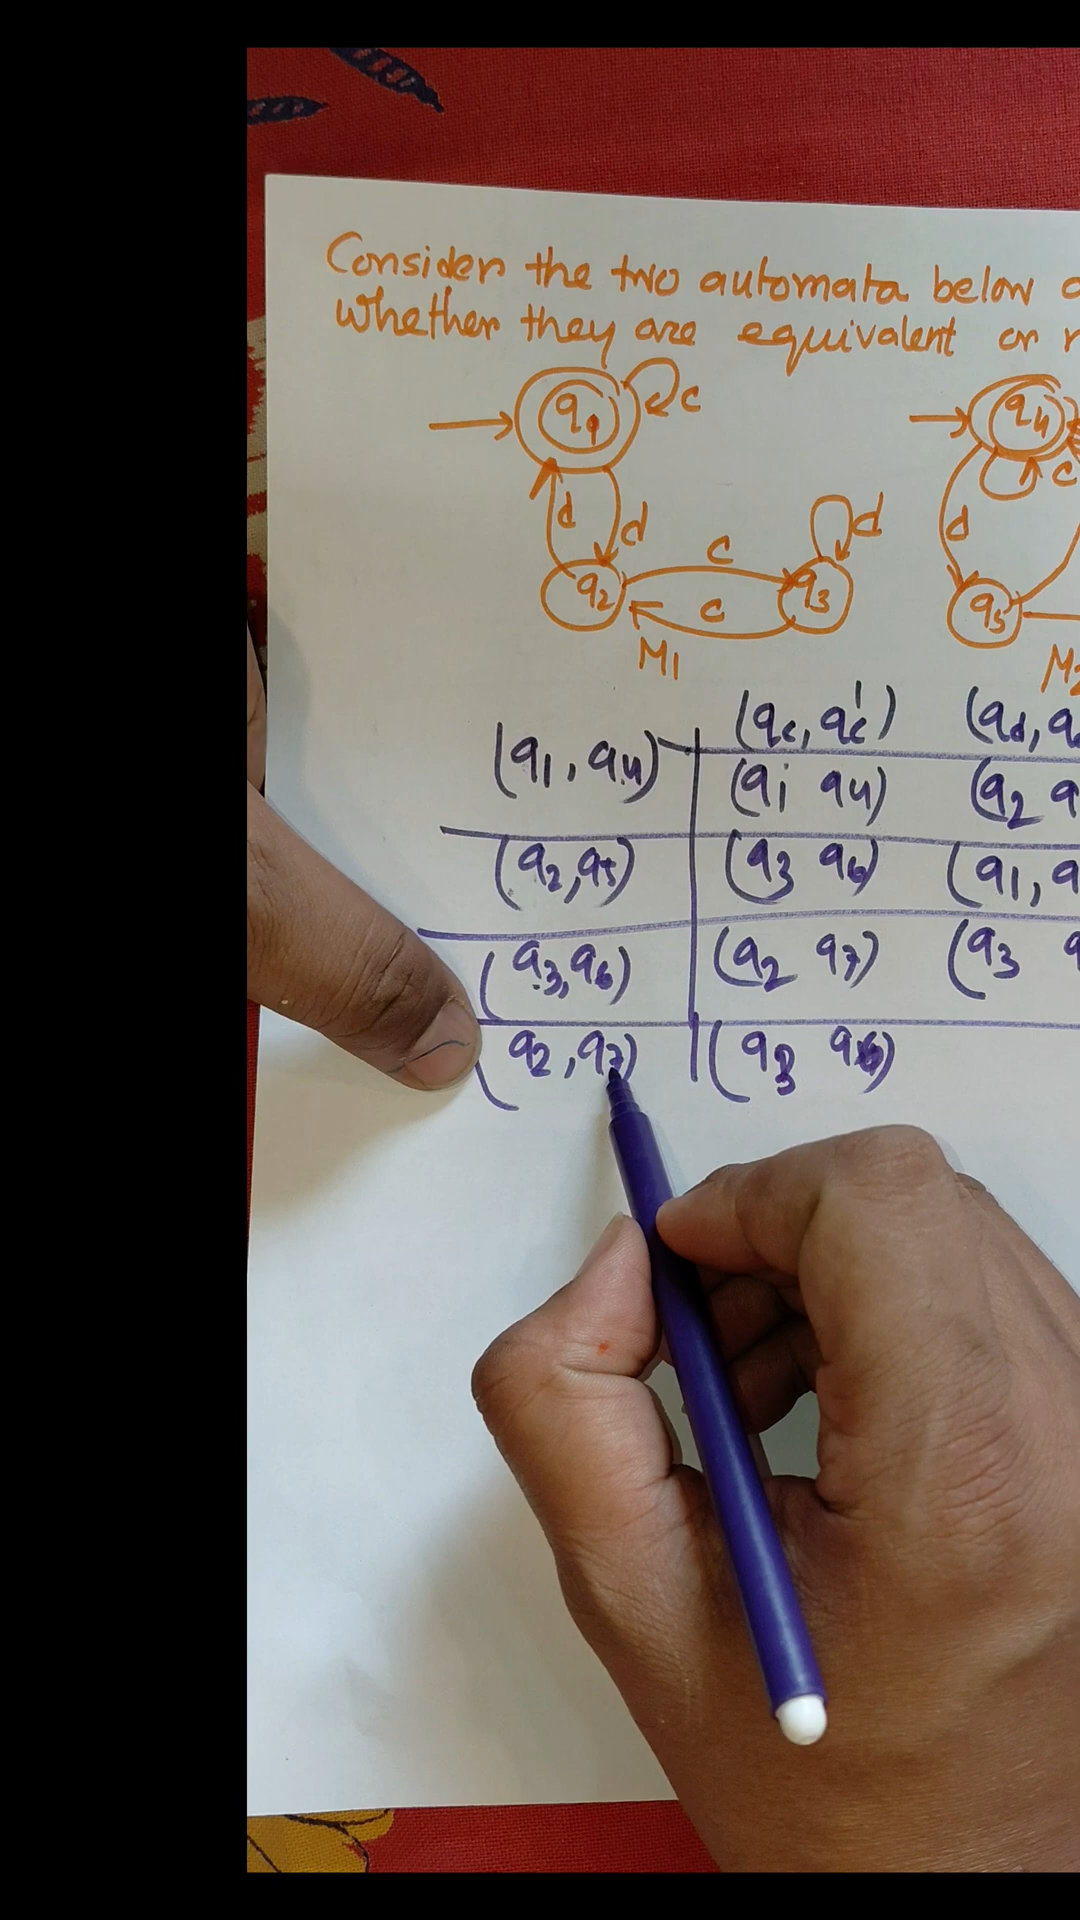 Consider the two automata below
whether they are equivalent or
q1 c q4 c
d d c d d
q2 c q3 q5
M1 M2
(qc, q'c) (qd, q
(q1, q4) (q1 q4) (q2 q
(q2, q5) (q3 q6) (q1, q
(q3, q6) (q2 q7) (q3 q
(q2, q7) (q3 q6)